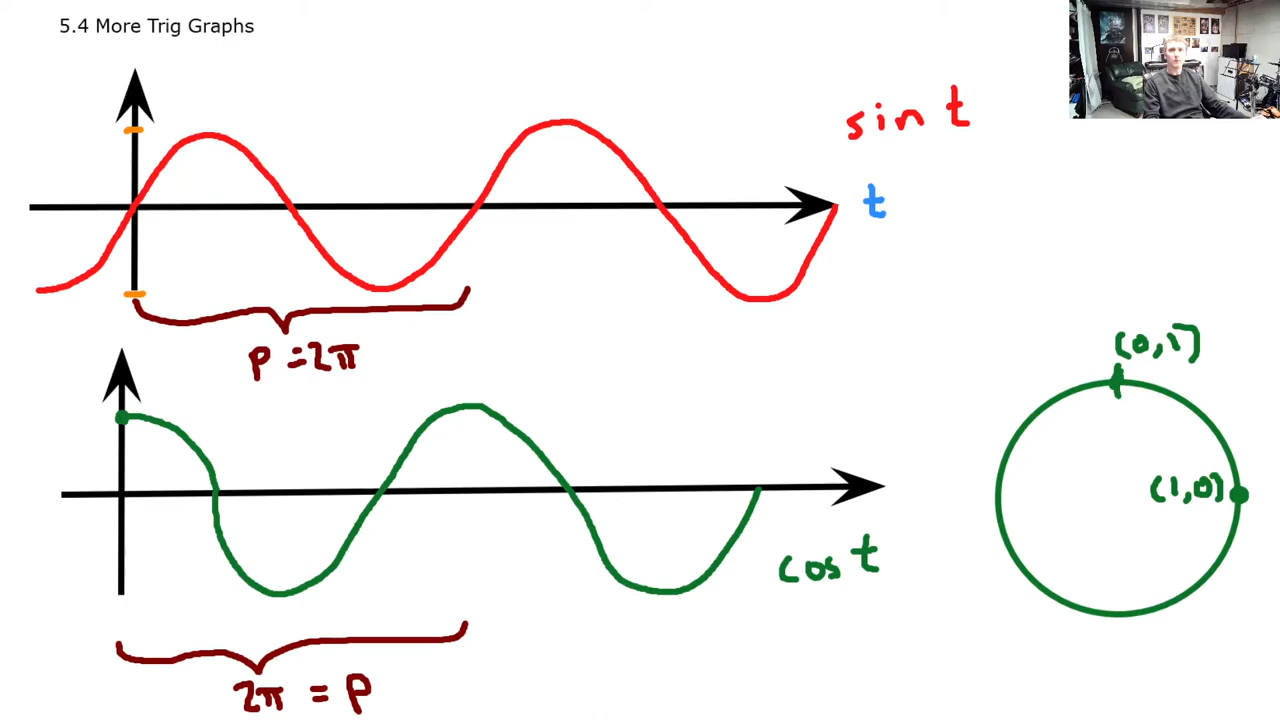 5.4 More Trig Graphs
sin t
t
P = 2π
(0,1)
(1,0)
cos t
2π = P